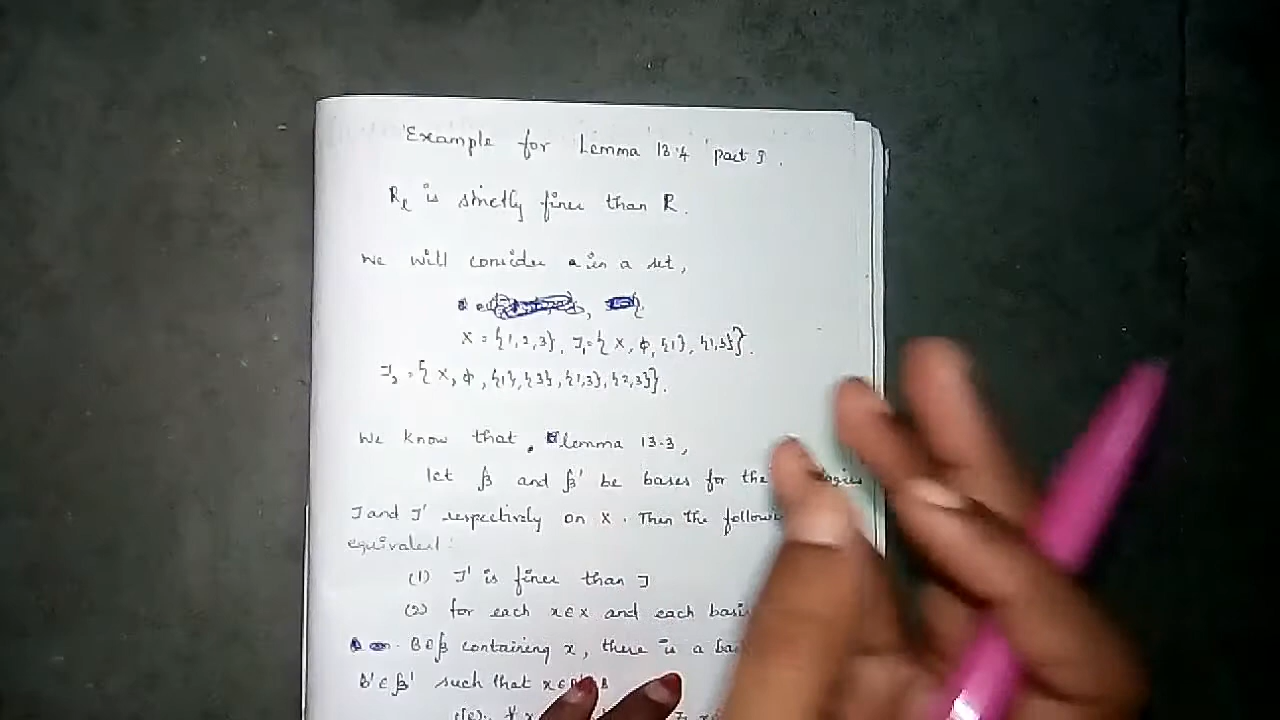 Example for Lemma 13.4 part I.
Rℓ is strictly finer than R.
We will consider a in a set,
X = {1,2,3}, J₁ = { X, φ, {1}, {1,3}}.
J₂ = { X, φ, {1}, {3}, {1,3}, {2,3}}.
We know that, lemma 13.3,
let β and β' be bases for the
J and J' respectively on X. Then the
equivalent:
(1) J' is finer than J
(2) for each x∈X and each
B∈β containing x, there is a
B'∈β' such that